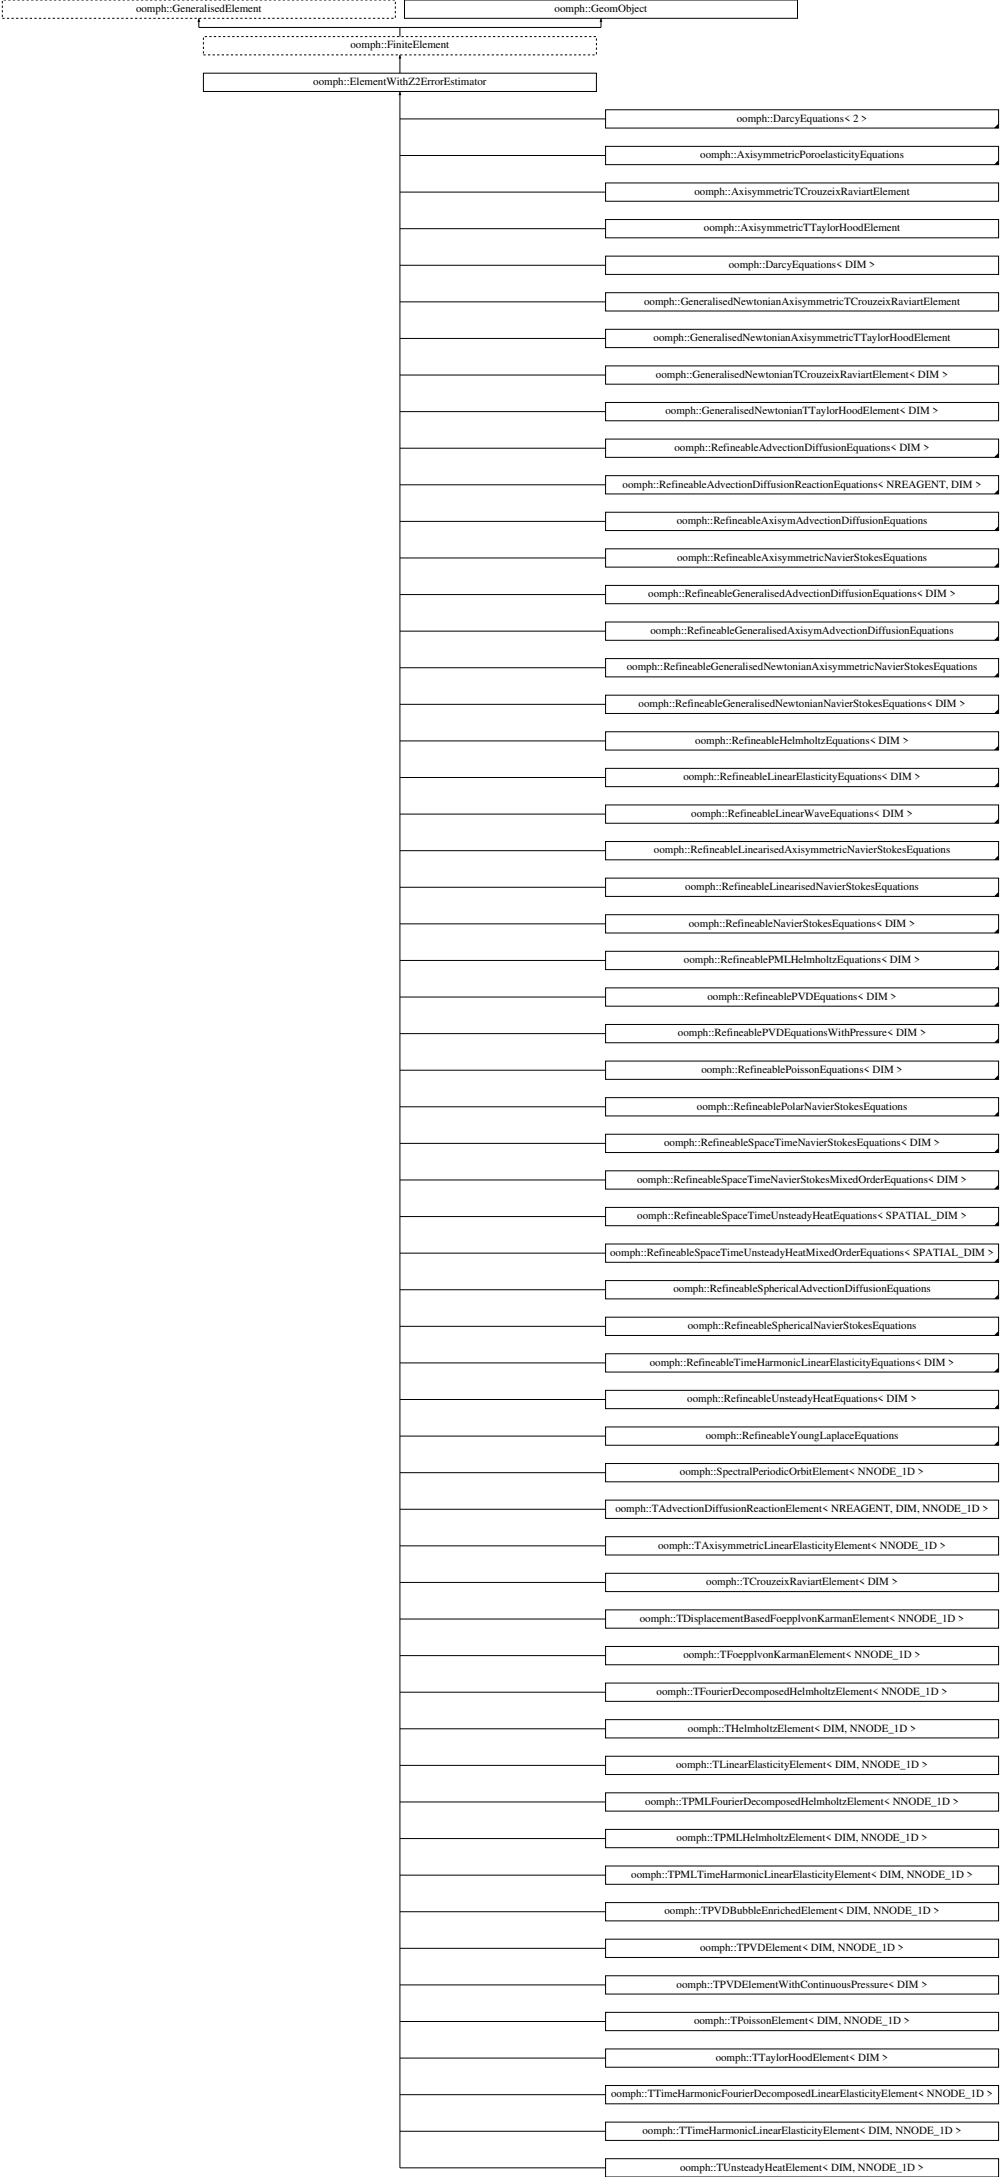 oomph::GeneralisedElement
oomph::GeomObject
oomph::FiniteElement
oomph::ElementWithZ2ErrorEstimator
oomph::DarcyEquations< 2 >
oomph::AxisymmetricPoroelasticityEquations
oomph::AxisymmetricTCrouzeixRaviartElement
oomph::AxisymmetricTTaylorHoodElement
oomph::DarcyEquations< DIM >
oomph::GeneralisedNewtonianAxisymmetricTCrouzeixRaviartElement
oomph::GeneralisedNewtonianAxisymmetricTTaylorHoodElement
oomph::GeneralisedNewtonianTCrouzeixRaviartElement< DIM >
oomph::GeneralisedNewtonianTTaylorHoodElement< DIM >
oomph::RefineableAdvectionDiffusionEquations< DIM >
oomph::RefineableAdvectionDiffusionReactionEquations< NREAGENT, DIM >
oomph::RefineableAxisymAdvectionDiffusionEquations
oomph::RefineableAxisymmetricNavierStokesEquations
oomph::RefineableGeneralisedAdvectionDiffusionEquations< DIM >
oomph::RefineableGeneralisedAxisymAdvectionDiffusionEquations
oomph::RefineableGeneralisedNewtonianAxisymmetricNavierStokesEquations
oomph::RefineableGeneralisedNewtonianNavierStokesEquations< DIM >
oomph::RefineableHelmholtzEquations< DIM >
oomph::RefineableLinearElasticityEquations< DIM >
oomph::RefineableLinearWaveEquations< DIM >
oomph::RefineableLinearisedAxisymmetricNavierStokesEquations
oomph::RefineableLinearisedNavierStokesEquations
oomph::RefineableNavierStokesEquations< DIM >
oomph::RefineablePMLHelmholtzEquations< DIM >
oomph::RefineablePVDEquations< DIM >
oomph::RefineablePVDEquationsWithPressure< DIM >
oomph::RefineablePoissonEquations< DIM >
oomph::RefineablePolarNavierStokesEquations
oomph::RefineableSpaceTimeNavierStokesEquations< DIM >
oomph::RefineableSpaceTimeNavierStokesMixedOrderEquations< DIM >
oomph::RefineableSpaceTimeUnsteadyHeatEquations< SPATIAL_DIM >
oomph::RefineableSpaceTimeUnsteadyHeatMixedOrderEquations< SPATIAL_DIM >
oomph::RefineableSphericalAdvectionDiffusionEquations
oomph::RefineableSphericalNavierStokesEquations
oomph::RefineableTimeHarmonicLinearElasticityEquations< DIM >
oomph::RefineableUnsteadyHeatEquations< DIM >
oomph::RefineableYoungLaplaceEquations
oomph::SpectralPeriodicOrbitElement< NNODE_1D >
oomph::TAdvectionDiffusionReactionElement< NREAGENT, DIM, NNODE_1D >
oomph::TAxisymmetricLinearElasticityElement< NNODE_1D >
oomph::TCrouzeixRaviartElement< DIM >
oomph::TDisplacementBasedFoepplvonKarmanElement< NNODE_1D >
oomph::TFoepplvonKarmanElement< NNODE_1D >
oomph::TFourierDecomposedHelmholtzElement< NNODE_1D >
oomph::THelmholtzElement< DIM, NNODE_1D >
oomph::TLinearElasticityElement< DIM, NNODE_1D >
oomph::TPMLFourierDecomposedHelmholtzElement< NNODE_1D >
oomph::TPMLHelmholtzElement< DIM, NNODE_1D >
oomph::TPMLTimeHarmonicLinearElasticityElement< DIM, NNODE_1D >
oomph::TPVDBubbleEnrichedElement< DIM, NNODE_1D >
oomph::TPVDElement< DIM, NNODE_1D >
oomph::TPVDElementWithContinuousPressure< DIM >
oomph::TPoissonElement< DIM, NNODE_1D >
oomph::TTaylorHoodElement< DIM >
oomph::TTimeHarmonicFourierDecomposedLinearElasticityElement< NNODE_1D >
oomph::TTimeHarmonicLinearElasticityElement< DIM, NNODE_1D >
oomph::TUnsteadyHeatElement< DIM, NNODE_1D >